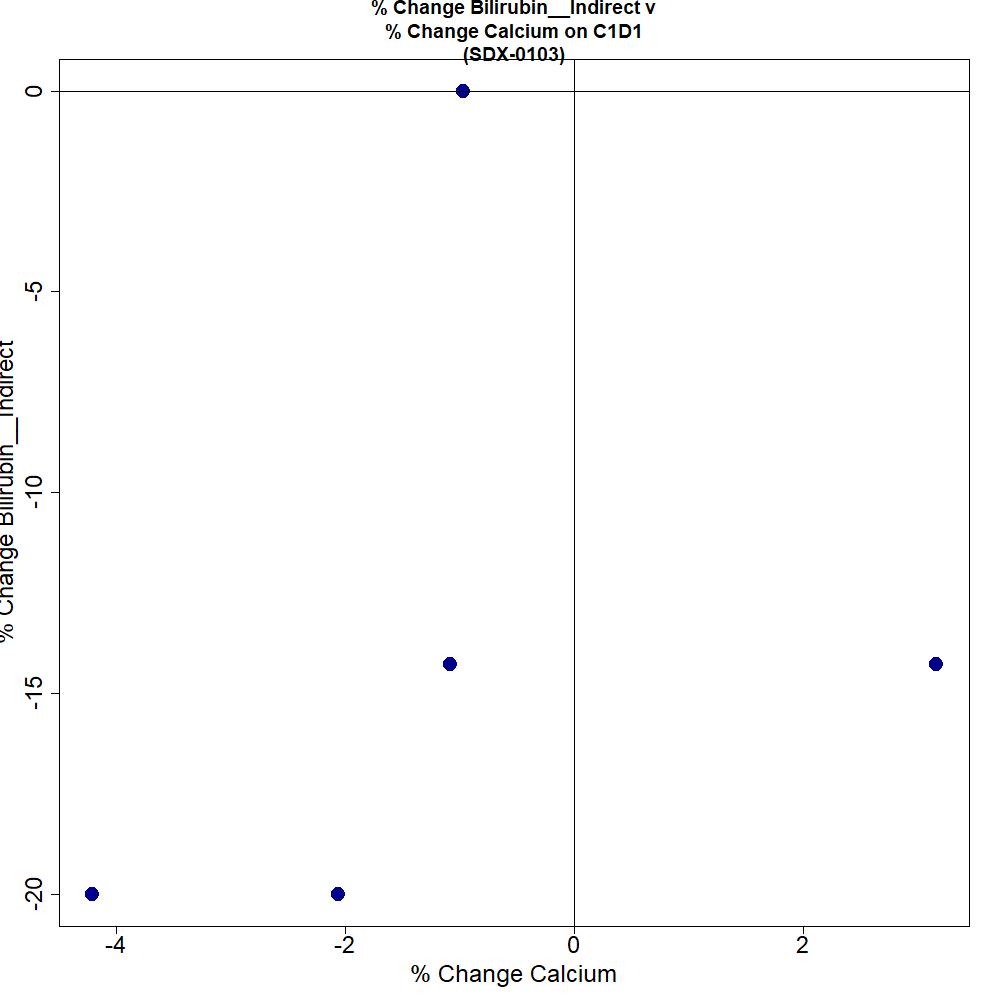 % Change Bilirubin__Indirect v
% Change Calcium on C1D1
(SDX-0103)
0
-5
-10
-15
-20
% Change Bilirubin__Indirect
-4
-2
0
2
% Change Calcium